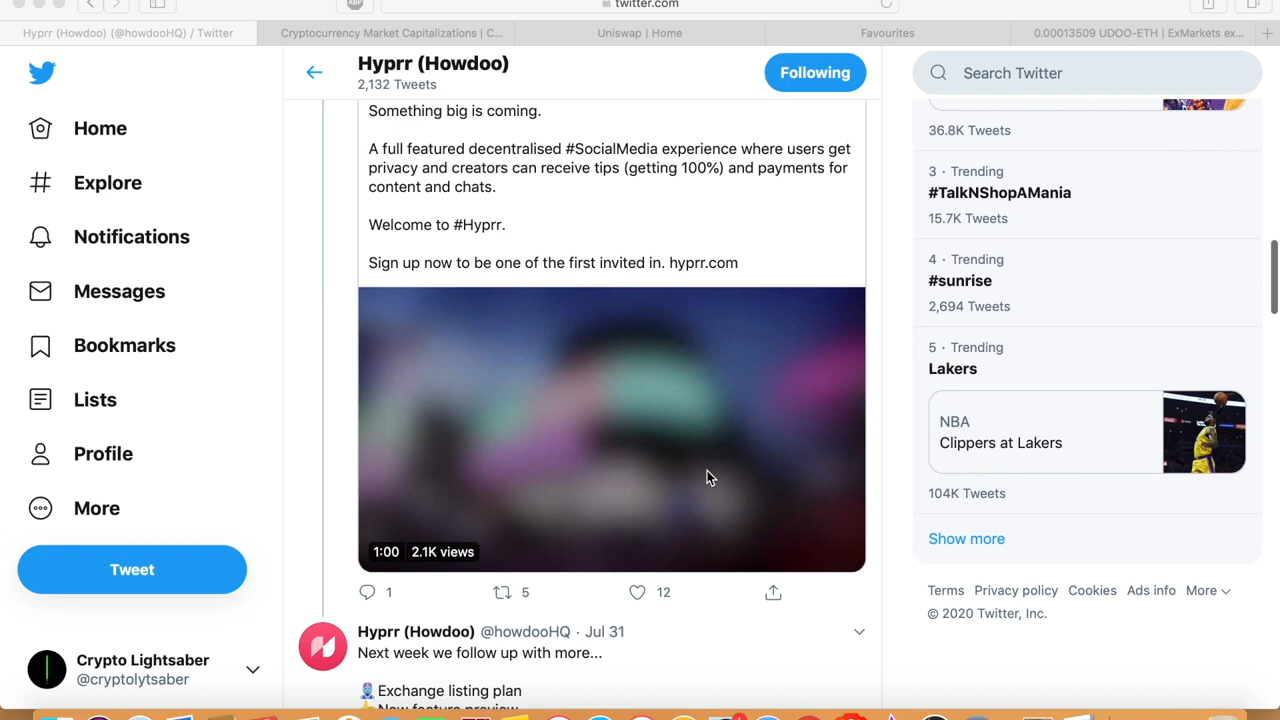 twitter.com
ABP
Hyprr (Howdoo) (@howdooHQ) / Twitter
Cryptocurrency Market Capitalizations | C...
Uniswap | Home
Favourites
0.00013509 UDOO-ETH | ExMarkets ex...
Home
Explore
Notifications
Messages
Bookmarks
Lists
Profile
More
Tweet
Crypto Lightsaber
@cryptolytsaber
Hyprr (Howdoo)
2,132 Tweets
Following
Something big is coming.
A full featured decentralised #SocialMedia experience where users get
privacy and creators can receive tips (getting 100%) and payments for
content and chats.
Welcome to #Hyprr.
Sign up now to be one of the first invited in. hyprr.com
1:00 2.1K views
1 5 12
Hyprr (Howdoo) @howdooHQ · Jul 31
Next week we follow up with more...
Exchange listing plan
New feature preview
Search Twitter
36.8K Tweets
3 · Trending
#TalkNShopAMania
15.7K Tweets
4 · Trending
#sunrise
2,694 Tweets
5 · Trending
Lakers
NBA
Clippers at Lakers
104K Tweets
Show more
Terms Privacy policy Cookies Ads info More
© 2020 Twitter, Inc.